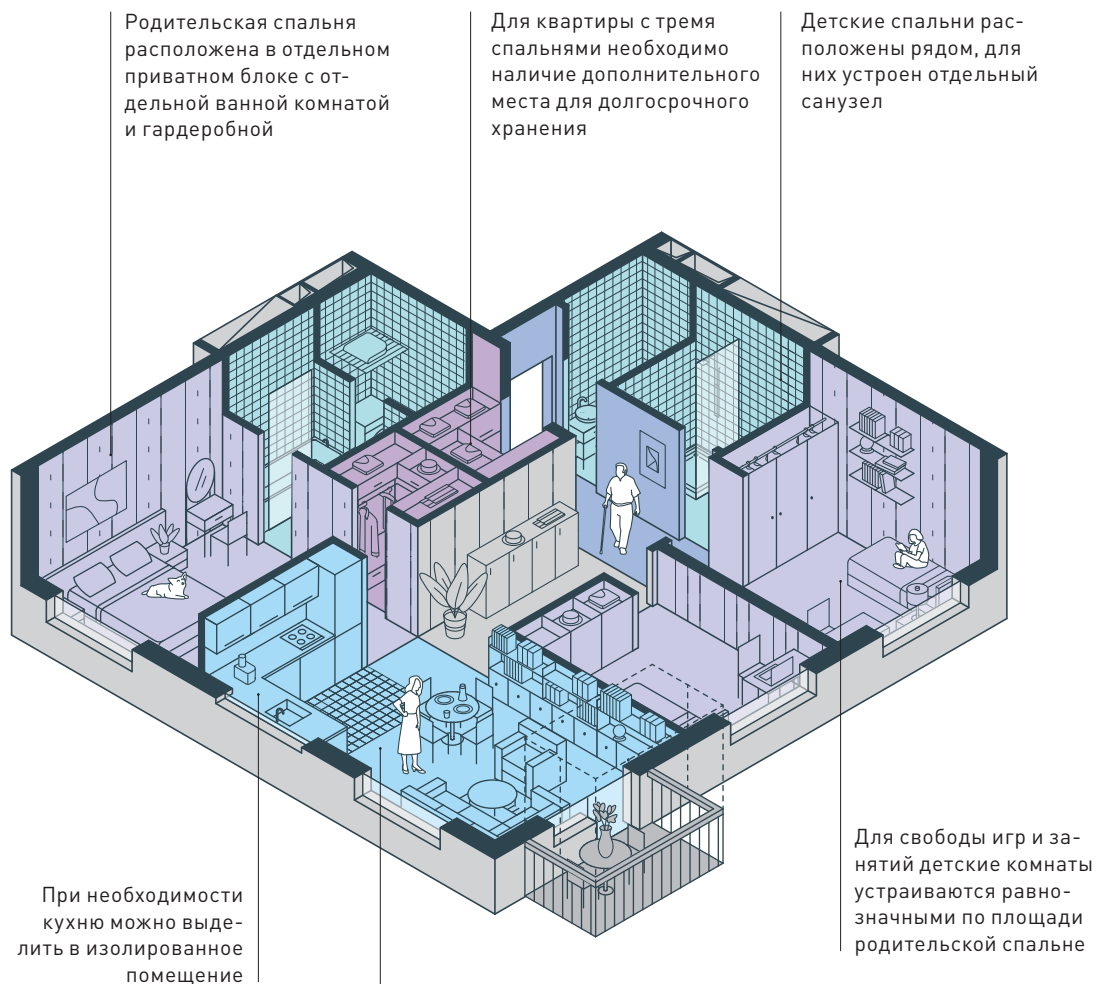 Родительская спальня
расположена в отдельном
приватном блоке с от-
дельной ванной комнатой
и гардеробной
Для квартиры с тремя
спальнями необходимо
наличие дополнительного
места для долгосрочного
хранения
Детские спальни рас-
положены рядом, для
них устроен отдельный
санузел
При необходимости
кухню можно выде-
лить в изолированное
помещение
Для свободы игр и за-
нятий детские комнаты
устраиваются равно-
значными по площади
родительской спальне